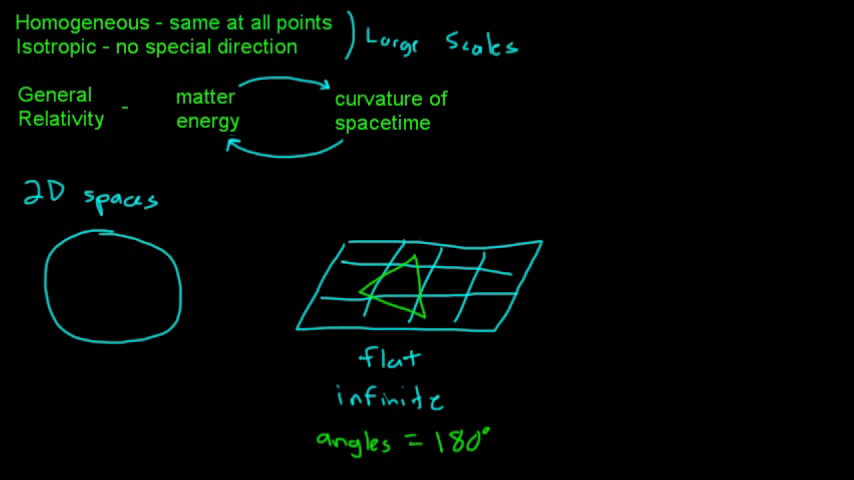 Homogeneous - same at all points
Isotropic - no special direction
Large Scales
General Relativity - matter energy
curvature of spacetime
2D spaces
flat
infinite
angles = 180°